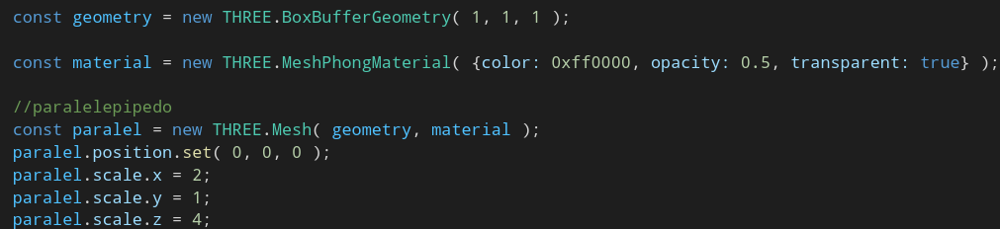 const geometry = new THREE.BoxBufferGeometry( 1, 1, 1 );
const material = new THREE.MeshPhongMaterial( {color: 0xff0000, opacity: 0.5, transparent: true} );
//paralelepipedo
const paralel = new THREE.Mesh( geometry, material );
paralel.position.set( 0, 0, 0 );
paralel.scale.x = 2;
paralel.scale.y = 1;
paralel.scale.z = 4;